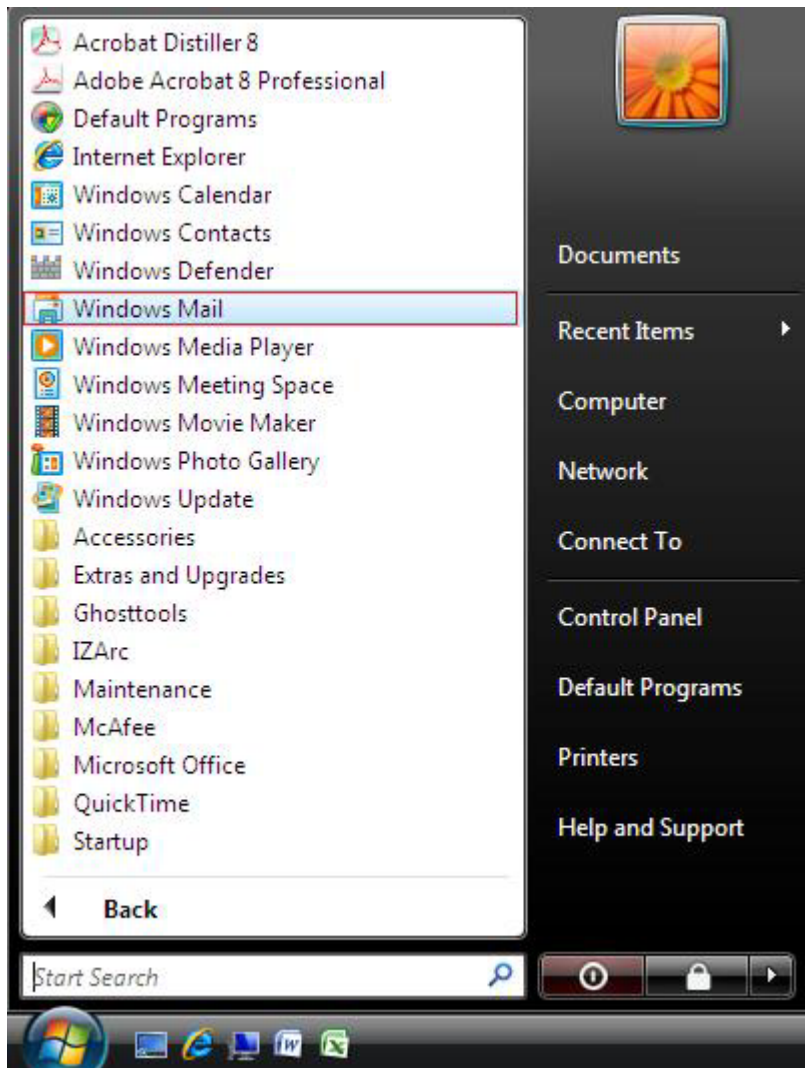 Acrobat Distiller 8
Adobe Acrobat 8 Professional
Default Programs
Internet Explorer
Windows Calendar
Windows Contacts
Windows Defender
Windows Mail
Windows Media Player
Windows Meeting Space
Windows Movie Maker
Windows Photo Gallery
Windows Update
Accessories
Extras and Upgrades
Ghosttools
IZArc
Maintenance
McAfee
Microsoft Office
QuickTime
Startup
Back
Start Search
Documents
Recent Items
Computer
Network
Connect To
Control Panel
Default Programs
Printers
Help and Support